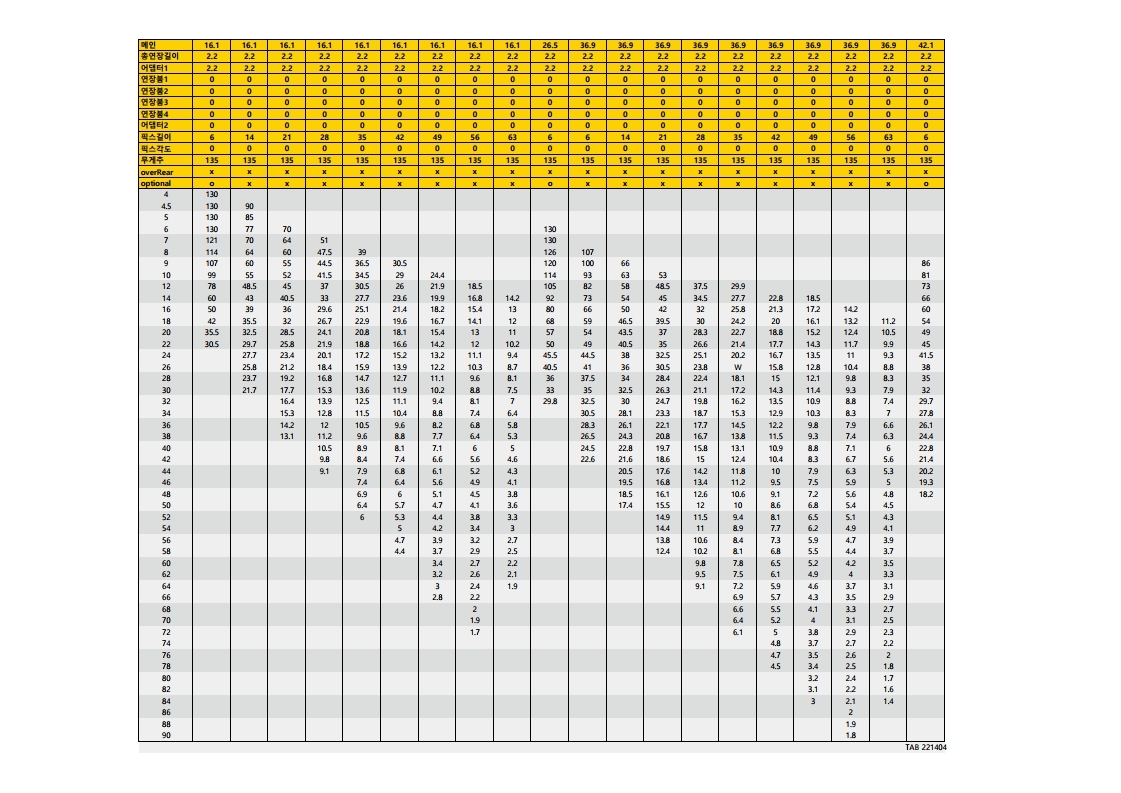 메인 16.1 16.1 16.1 16.1 16.1 16.1 16.1 16.1 16.1 26.5 36.9 36.9 36.9 36.9 36.9 36.9 36.9 36.9 36.9 42.1
총연장길이 2.2 2.2 2.2 2.2 2.2 2.2 2.2 2.2 2.2 2.2 2.2 2.2 2.2 2.2 2.2 2.2 2.2 2.2 2.2 2.2
어댑터1 2.2 2.2 2.2 2.2 2.2 2.2 2.2 2.2 2.2 2.2 2.2 2.2 2.2 2.2 2.2 2.2 2.2 2.2 2.2 2.2
연장붐1 0 0 0 0 0 0 0 0 0 0 0 0 0 0 0 0 0 0 0 0
연장붐2 0 0 0 0 0 0 0 0 0 0 0 0 0 0 0 0 0 0 0 0
연장붐3 0 0 0 0 0 0 0 0 0 0 0 0 0 0 0 0 0 0 0 0
연장붐4 0 0 0 0 0 0 0 0 0 0 0 0 0 0 0 0 0 0 0 0
어댑터2 0 0 0 0 0 0 0 0 0 0 0 0 0 0 0 0 0 0 0 0
픽스길이 6 14 21 28 35 42 49 56 63 6 6 14 21 28 35 42 49 56 63 6
픽스각도 0 0 0 0 0 0 0 0 0 0 0 0 0 0 0 0 0 0 0 0
무게추 135 135 135 135 135 135 135 135 135 135 135 135 135 135 135 135 135 135 135 135
overRear x x x x x x x x x x x x x x x x x x x x
optional o x x x x x x x x o x x x x x x x x x o
4 130
4.5 130 90
5 130 85
6 130 77 70 130
7 121 70 64 51 130
8 114 64 60 47.5 39 126 107
9 107 60 55 44.5 36.5 30.5 120 100 66 86
10 99 55 52 41.5 34.5 29 24.4 114 93 63 53 81
12 78 48.5 45 37 30.5 26 21.9 18.5 105 82 58 48.5 37.5 29.9 73
14 60 43 40.5 33 27.7 23.6 19.9 16.8 14.2 92 73 54 45 34.5 27.7 22.8 18.5 66
16 50 39 36 29.6 25.1 21.4 18.2 15.4 13 80 66 50 42 32 25.8 21.3 17.2 14.2 60
18 42 35.5 32 26.7 22.9 19.6 16.7 14.1 12 68 59 46.5 39.5 30 24.2 20 16.1 13.2 11.2 54
20 35.5 32.5 28.5 24.1 20.8 18.1 15.4 13 11 57 54 43.5 37 28.3 22.7 18.8 15.2 12.4 10.5 49
22 30.5 29.7 25.8 21.9 18.8 16.6 14.2 12 10.2 50 49 40.5 35 26.6 21.4 17.7 14.3 11.7 9.9 45
24 27.7 23.4 20.1 17.2 15.2 13.2 11.1 9.4 45.5 44.5 38 32.5 25.1 20.2 16.7 13.5 11 9.3 41.5
26 25.8 21.2 18.4 15.9 13.9 12.2 10.3 8.7 40.5 41 36 30.5 23.8 W 15.8 12.8 10.4 8.8 38
28 23.7 19.2 16.8 14.7 12.7 11.1 9.6 8.1 36 37.5 34 28.4 22.4 18.1 15 12.1 9.8 8.3 35
30 21.7 17.7 15.3 13.6 11.9 10.2 8.8 7.5 33 35 32.5 26.3 21.1 17.2 14.3 11.4 9.3 7.9 32
32 16.4 13.9 12.5 11.1 9.4 8.1 7 29.8 32.5 30 24.7 19.8 16.2 13.5 10.9 8.8 7.4 29.7
34 15.3 12.8 11.5 10.4 8.8 7.4 6.4 30.5 28.1 23.3 18.7 15.3 12.9 10.3 8.3 7 27.8
36 14.2 12 10.5 9.6 8.2 6.8 5.8 28.3 26.1 22.1 17.7 14.5 12.2 9.8 7.9 6.6 26.1
38 13.1 11.2 9.6 8.8 7.7 6.4 5.3 26.5 24.3 20.8 16.7 13.8 11.5 9.3 7.4 6.3 24.4
40 10.5 8.9 8.1 7.1 6 5 24.5 22.8 19.7 15.8 13.1 10.9 8.8 7.1 6 22.8
42 9.8 8.4 7.4 6.6 5.6 4.6 22.6 21.6 18.6 15 12.4 10.4 8.3 6.7 5.6 21.4
44 9.1 7.9 6.8 6.1 5.2 4.3 20.5 17.6 14.2 11.8 10 7.9 6.3 5.3 20.2
46 7.4 6.4 5.6 4.9 4.1 19.5 16.8 13.4 11.2 9.5 7.5 5.9 5 19.3
48 6.9 6 5.1 4.5 3.8 18.5 16.1 12.6 10.6 9.1 7.2 5.6 4.8 18.2
50 6.4 5.7 4.7 4.1 3.6 17.4 15.5 12 10 8.6 6.8 5.4 4.5
52 6 5.3 4.4 3.8 3.3 14.9 11.5 9.4 8.1 6.5 5.1 4.3
54 5 4.2 3.4 3 14.4 11 8.9 7.7 6.2 4.9 4.1
56 4.7 3.9 3.2 2.7 13.8 10.6 8.4 7.3 5.9 4.7 3.9
58 4.4 3.7 2.9 2.5 12.4 10.2 8.1 6.8 5.5 4.4 3.7
60 3.4 2.7 2.2 9.8 7.8 6.5 5.2 4.2 3.5
62 3.2 2.6 2.1 9.5 7.5 6.1 4.9 4 3.3
64 3 2.4 1.9 9.1 7.2 5.9 4.6 3.7 3.1
66 2.8 2.2 6.9 5.7 4.3 3.5 2.9
68 2 6.6 5.5 4.1 3.3 2.7
70 1.9 6.4 5.2 4 3.1 2.5
72 1.7 6.1 5 3.8 2.9 2.3
74 4.8 3.7 2.7 2.2
76 4.7 3.5 2.6 2
78 4.5 3.4 2.5 1.8
80 3.2 2.4 1.7
82 3.1 2.2 1.6
84 3 2.1 1.4
86 2
88 1.9
90 1.8
TAB 221404